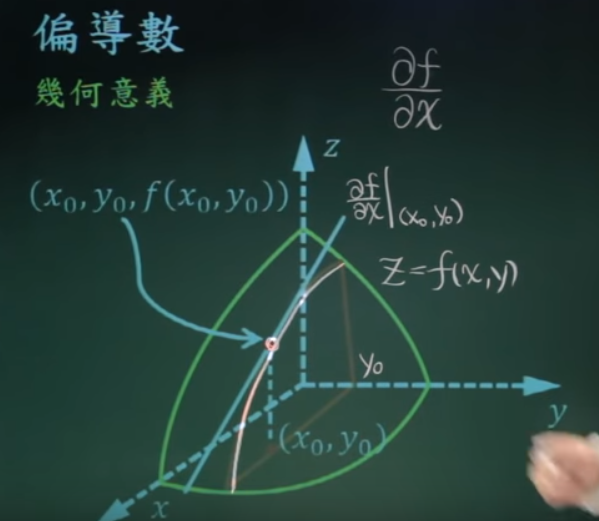 偏導數
幾何意義
∂f/∂x
z
(x₀, y₀, f(x₀, y₀))
∂f/∂x|(x₀, y₀)
z=f(x,y)
y₀
(x₀, y₀)
y
x